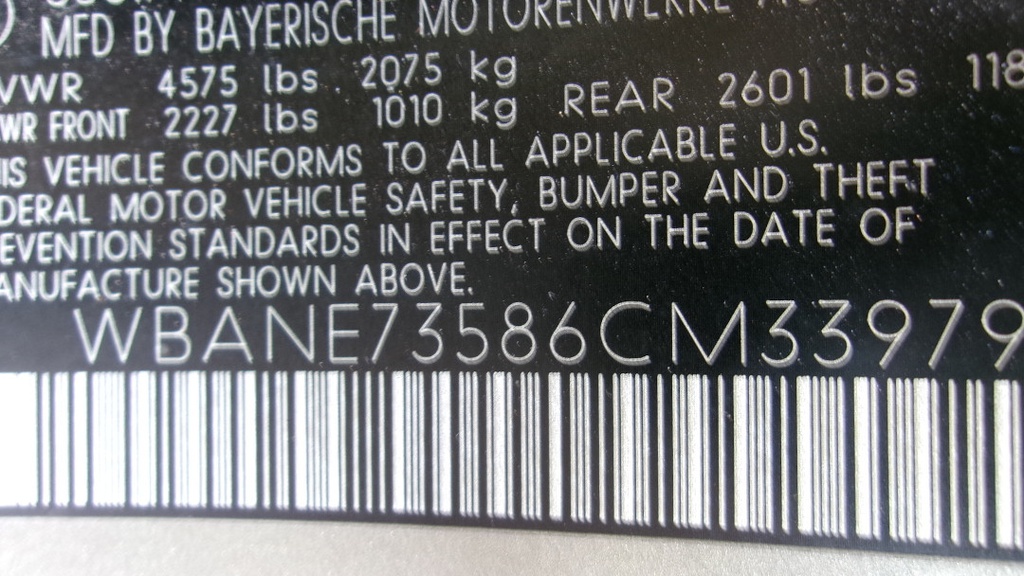 MFD BY BAYERISCHE MOTORENWERKE
VWR 4575 lbs 2075 kg
WR FRONT 2227 lbs 1010 kg REAR 2601 lbs 118
IS VEHICLE CONFORMS TO ALL APPLICABLE U.S.
DERAL MOTOR VEHICLE SAFETY, BUMPER AND THEFT
EVENTION STANDARDS IN EFFECT ON THE DATE OF
ANUFACTURE SHOWN ABOVE.
WBANE73586CM33979